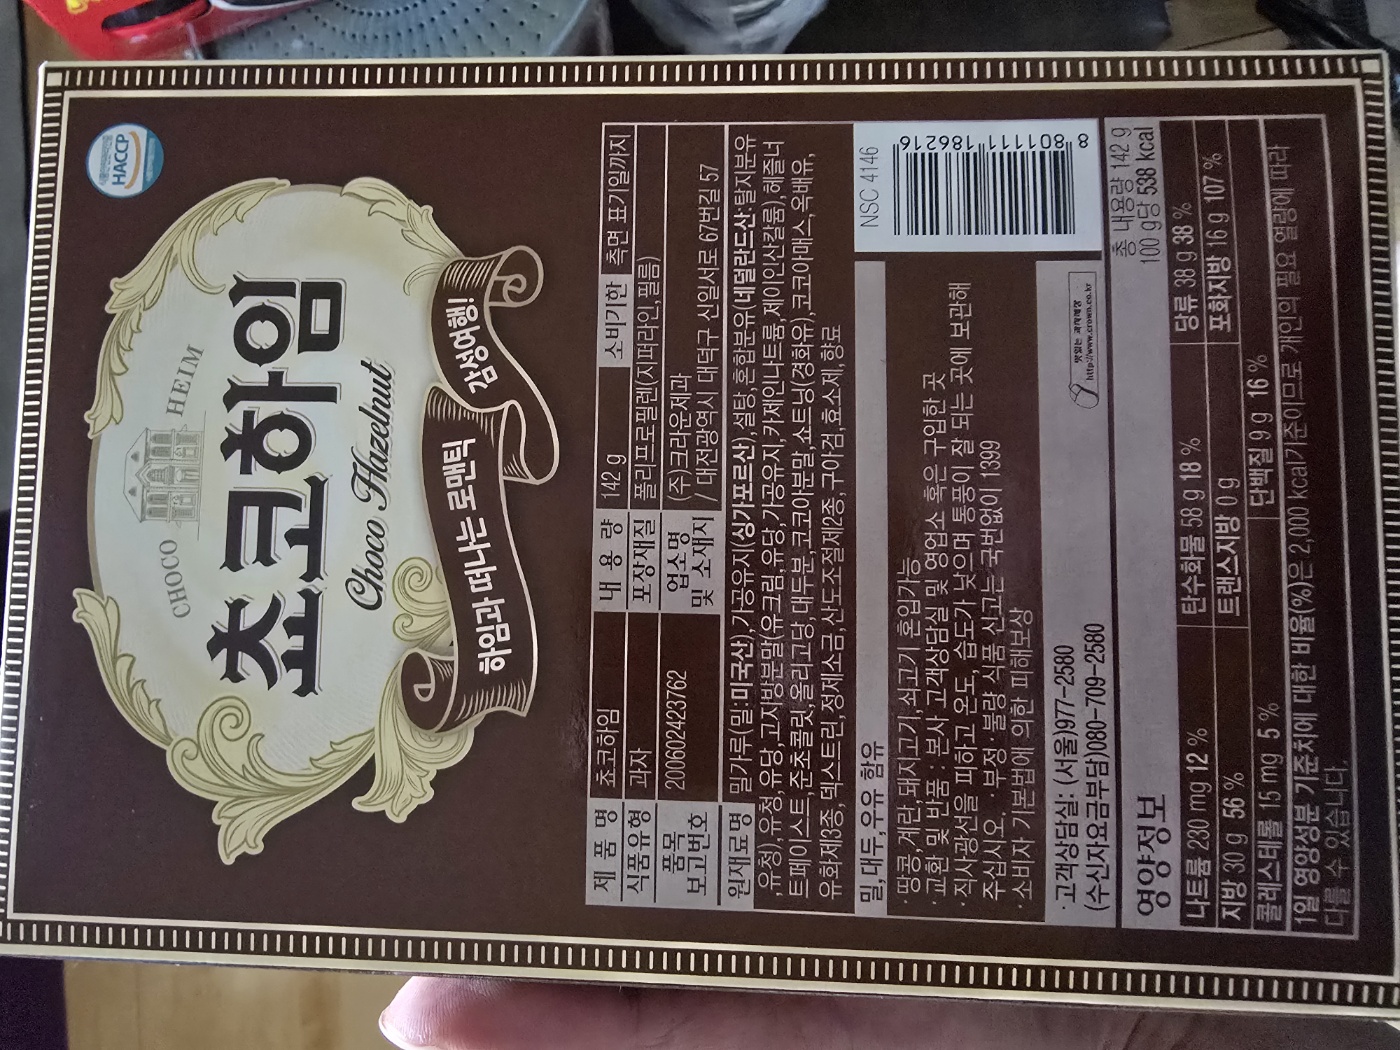 HACCP
CHOCO HEIM
쵸코하임
Choco Hazelnut
하임과 떠나는 로맨틱 감성여행!
제 품 명 쵸코하임 내 용 량 142 g 소비기한 측면 표기일까지
식품유형 과자 포장재질 폴리프로필렌(지퍼라인,필름)
품목보고번호 200602423762 업소명 및 소재지 (주)크라운제과
/ 대전광역시 대덕구 신일서로 67번길 57
원재료명 밀가루(밀:미국산),가공유지(싱가포르산),설탕,혼합분유(네덜란드산:탈지분유
,유청),유청,유당,고지방분말(유크림,유당,가공유지,카제인나트륨,제이인산칼륨),헤즐너
트페이스트,준초콜릿,올리고당,대두분,코코아분말,쇼트닝(경화유),코코아매스,옥배유,
유화제3종,덱스트린,정제소금,산도조절제2종,구아검,효소제,향료
밀,대두,우유 함유
·땅콩,계란,돼지고기,쇠고기 혼입가능
·교환 및 반품 : 본사 고객상담실 및 영업소 혹은 구입한 곳
·직사광선을 피하고 온도, 습도가 낮으며 통풍이 잘 되는 곳에 보관해
주십시오. ·부정·불량 식품 신고는 국번없이 1399
·소비자 기본법에 의한 피해보상
NSC 4146
8 801111 186216
·고객상담실: (서울)977-2580
(수신자요금부담)080-709-2580
맛있는 과자예감
http://www.crown.co.kr
영양정보 총 내용량 142 g
100 g당 538 kcal
나트륨 230 mg 12 % 탄수화물 58 g 18 % 당류 38 g 38 %
지방 30 g 56 % 트랜스지방 0 g 포화지방 16 g 107 %
콜레스테롤 15 mg 5 % 단백질 9 g 16 %
1일 영양성분 기준치에 대한 비율(%)은 2,000 kcal기준이므로 개인의 필요 열량에 따라
다를 수 있습니다.